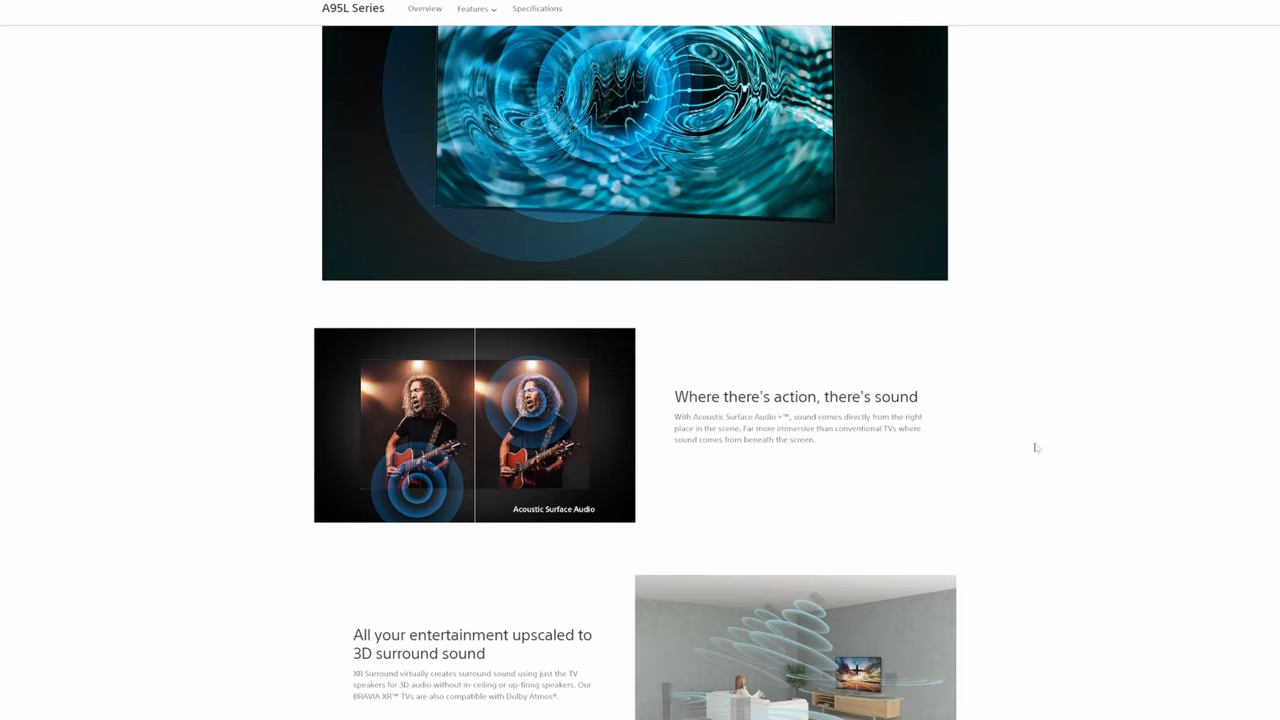 A95L Series
Overview
Features
Specifications
Where there's action, there's sound
With Acoustic Surface Audio +™, sound comes directly from the right
place in the scene. Far more immersive than conventional TVs where
sound comes from beneath the screen.
Acoustic Surface Audio
All your entertainment upscaled to
3D surround sound
XR Surround virtually creates surround sound using just the TV
speakers for 3D audio without in-ceiling or up-firing speakers. Our
BRAVIA XR™ TVs are also compatible with Dolby Atmos®.